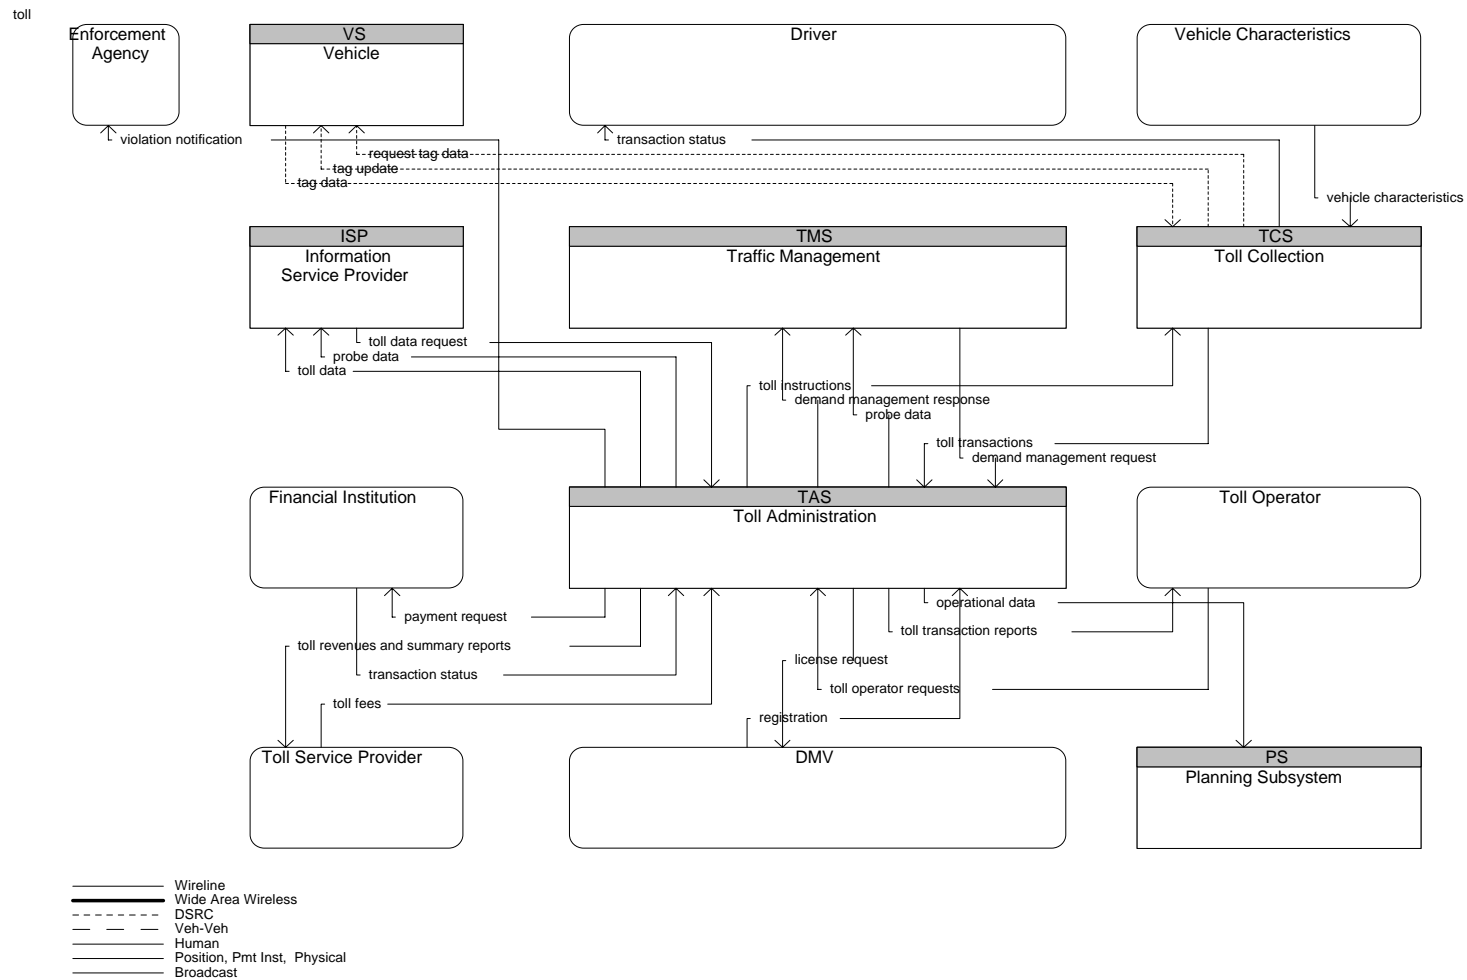 toll
Enforcement
Agency
VS
Vehicle
Driver
Vehicle Characteristics
violation notification
transaction status
request tag data
tag update
tag data
vehicle characteristics
ISP
Information
Service Provider
TMS
Traffic Management
TCS
Toll Collection
toll data request
probe data
toll data
toll instructions
demand management response
probe data
toll transactions
demand management request
Financial Institution
TAS
Toll Administration
Toll Operator
operational data
payment request
toll transaction reports
toll revenues and summary reports
license request
transaction status
toll operator requests
toll fees
registration
Toll Service Provider
DMV
PS
Planning Subsystem
Wireline
Wide Area Wireless
DSRC
Veh-Veh
Human
Position, Pmt Inst,  Physical
Broadcast